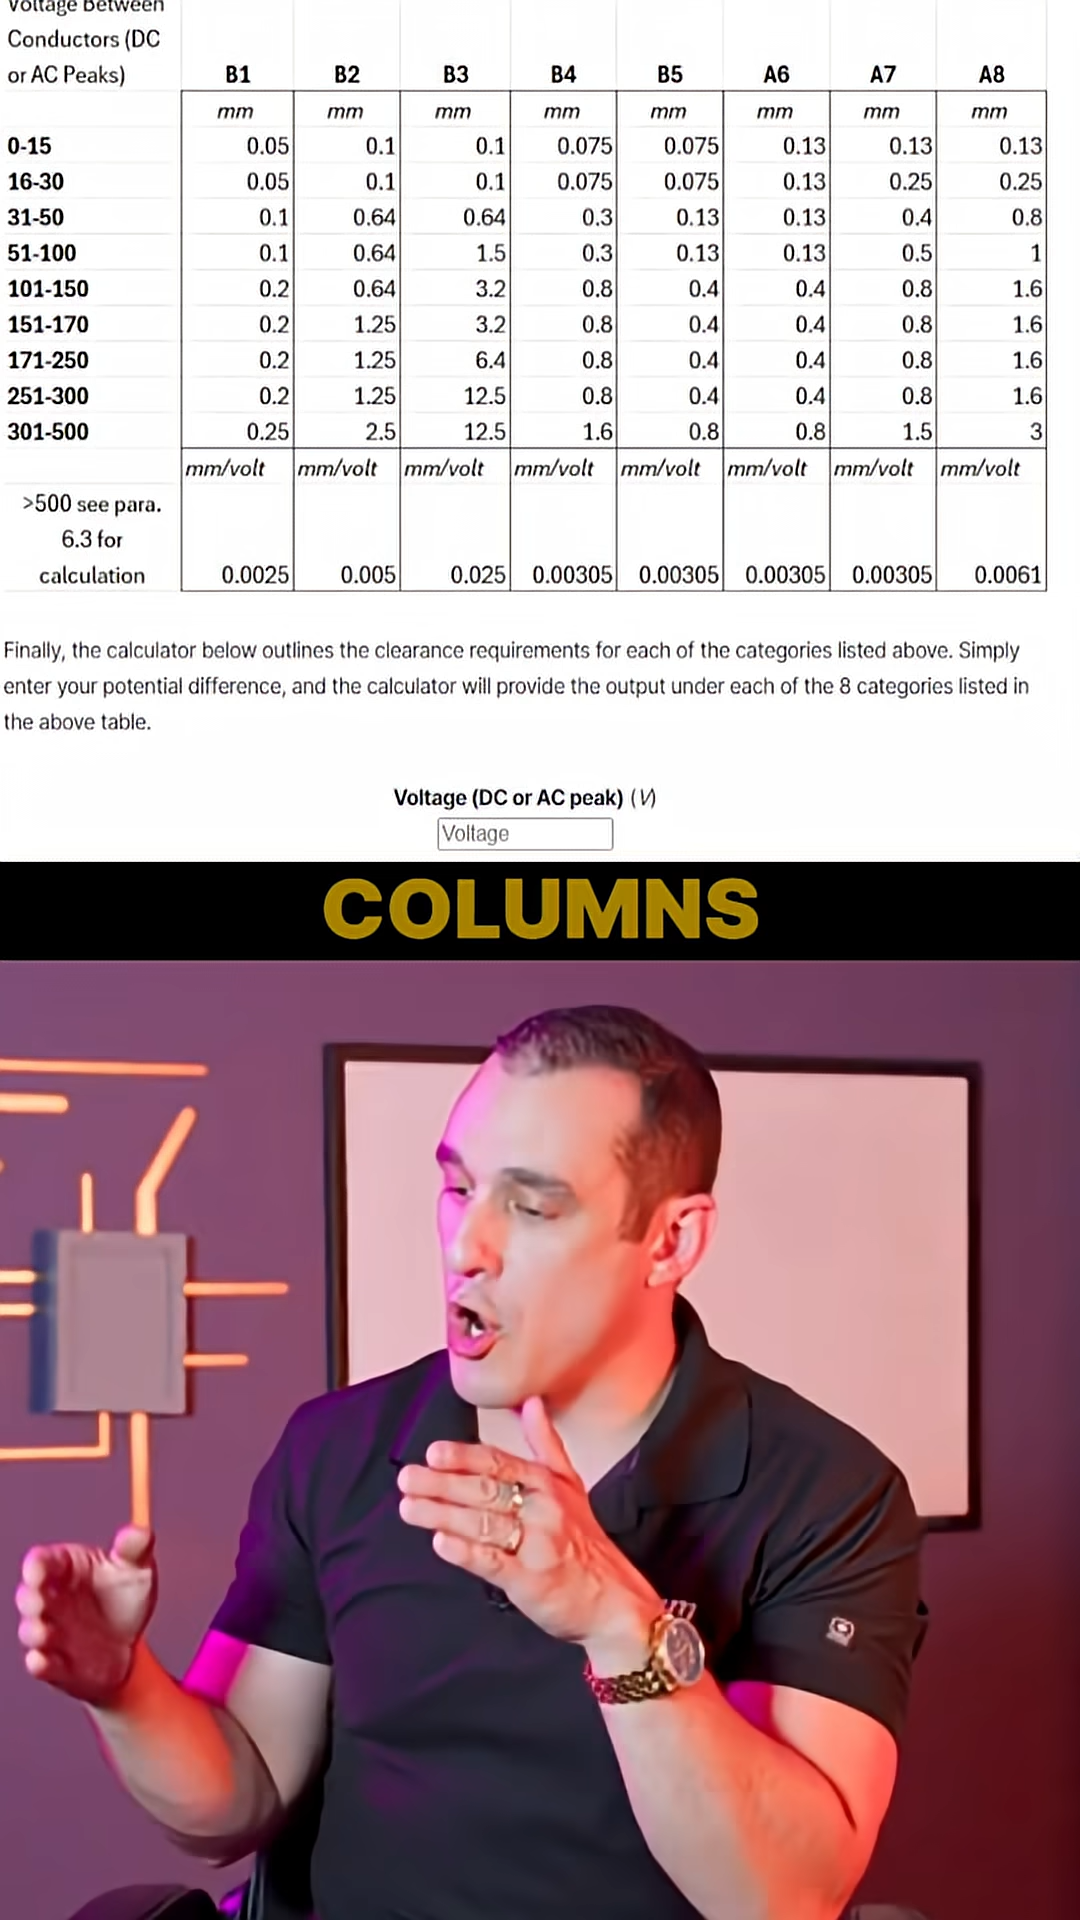 Voltage Between
Conductors (DC
or AC Peaks) B1 B2 B3 B4 B5 A6 A7 A8
mm mm mm mm mm mm mm mm
0-15 0.05 0.1 0.1 0.075 0.075 0.13 0.13 0.13
16-30 0.05 0.1 0.1 0.075 0.075 0.13 0.25 0.25
31-50 0.1 0.64 0.64 0.3 0.13 0.13 0.4 0.8
51-100 0.1 0.64 1.5 0.3 0.13 0.13 0.5 1
101-150 0.2 0.64 3.2 0.8 0.4 0.4 0.8 1.6
151-170 0.2 1.25 3.2 0.8 0.4 0.4 0.8 1.6
171-250 0.2 1.25 6.4 0.8 0.4 0.4 0.8 1.6
251-300 0.2 1.25 12.5 0.8 0.4 0.4 0.8 1.6
301-500 0.25 2.5 12.5 1.6 0.8 0.8 1.5 3
mm/volt mm/volt mm/volt mm/volt mm/volt mm/volt mm/volt mm/volt
>500 see para.
6.3 for
calculation 0.0025 0.005 0.025 0.00305 0.00305 0.00305 0.00305 0.0061
Finally, the calculator below outlines the clearance requirements for each of the categories listed above. Simply
enter your potential difference, and the calculator will provide the output under each of the 8 categories listed in
the above table.
Voltage (DC or AC peak) (V)
Voltage
COLUMNS